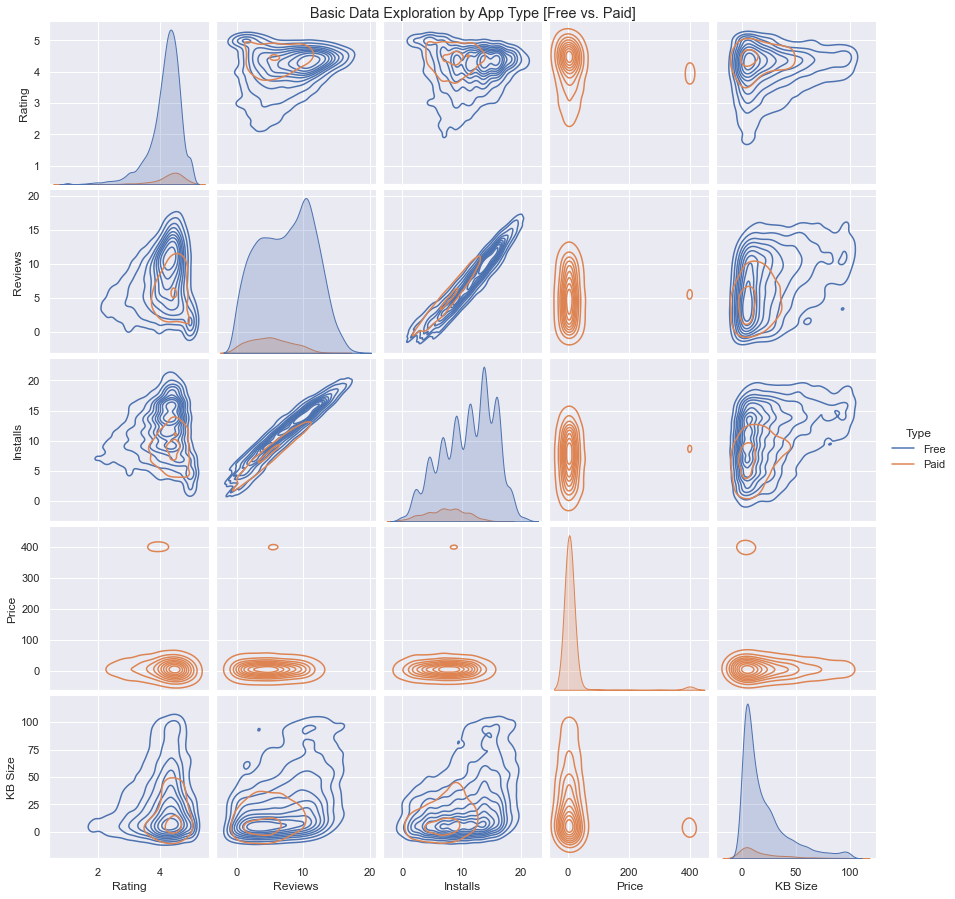 Basic Data Exploration by App Type [Free vs. Paid]
5
4
3
2
1
Rating
20
15
10
5
0
Reviews
20
15
10
5
0
Installs
Type
Free
Paid
400
300
200
100
0
Price
100
75
50
25
0
KB Size
2 4
0 10 20
0 10 20
0 200 400
0 50 100
Rating Reviews Installs Price KB Size